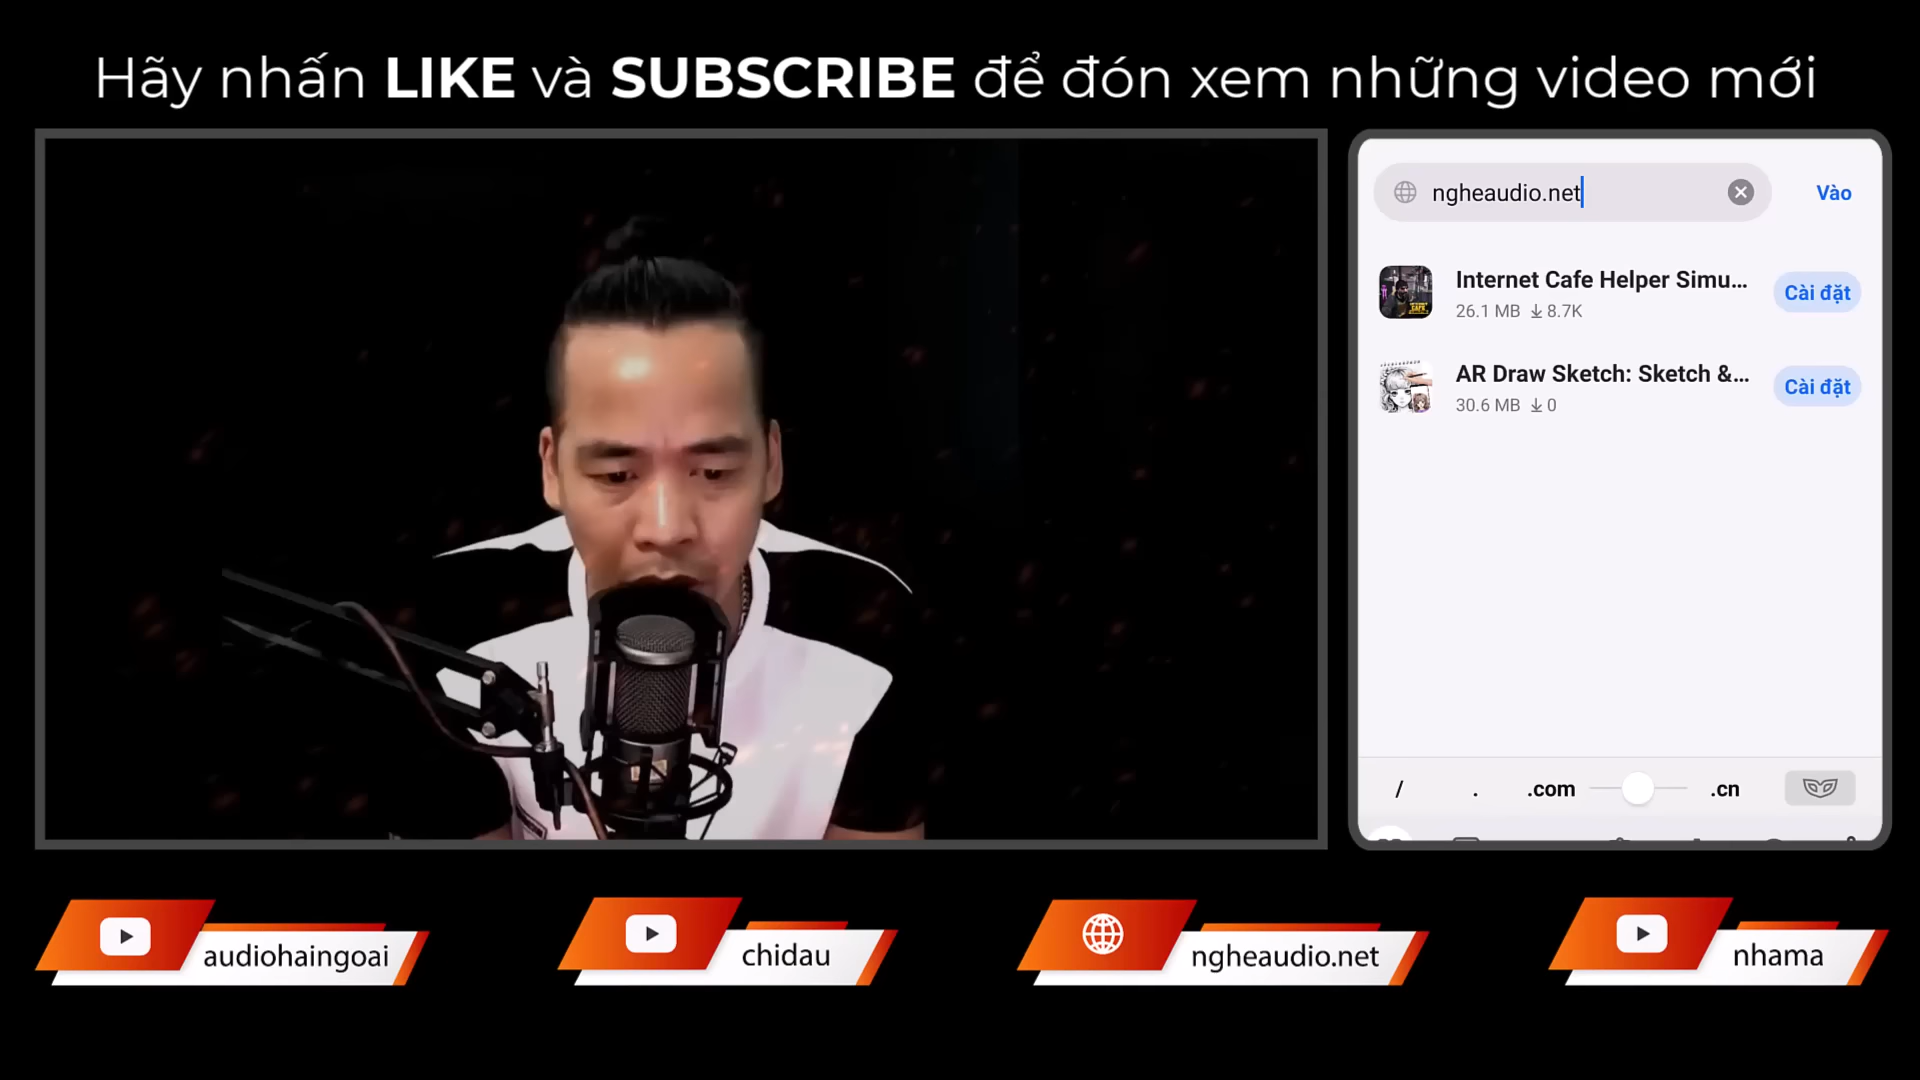 Hãy nhấn LIKE và SUBSCRIBE để đón xem những video mới
ngheaudio.net
Vào
Internet Cafe Helper Simu...
26.1 MB 8.7K
Cài đặt
AR Draw Sketch: Sketch &...
30.6 MB 0
Cài đặt
/ . .com .cn
audiohaingoai
chidau
ngheaudio.net
nhama